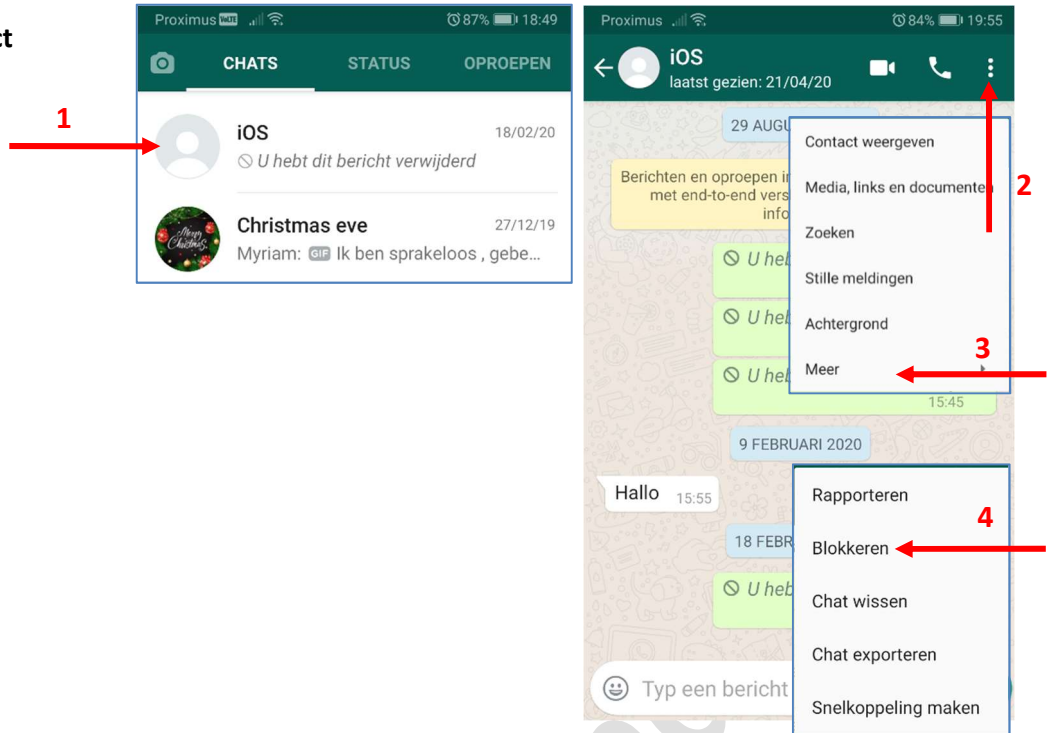 ct
1
Proximus VoLTE 87% 18:49
CHATS STATUS OPROEPEN
iOS 18/02/20
U hebt dit bericht verwijderd
Merry
Christmas
Christmas eve 27/12/19
Myriam: GIF Ik ben sprakeloos , gebe...
Proximus 84% 19:55
iOS
laatst gezien: 21/04/20
29 AUGU
Berichten en oproepen i
met end-to-end vers
info
U heb
U heb
U heb
15:45
Contact weergeven
Media, links en documenten
2
Zoeken
Stille meldingen
Achtergrond
3
Meer
9 FEBRUARI 2020
Hallo 15:55
18 FEBR
U heb
Typ een bericht
Rapporteren
4
Blokkeren
Chat wissen
Chat exporteren
Snelkoppeling maken